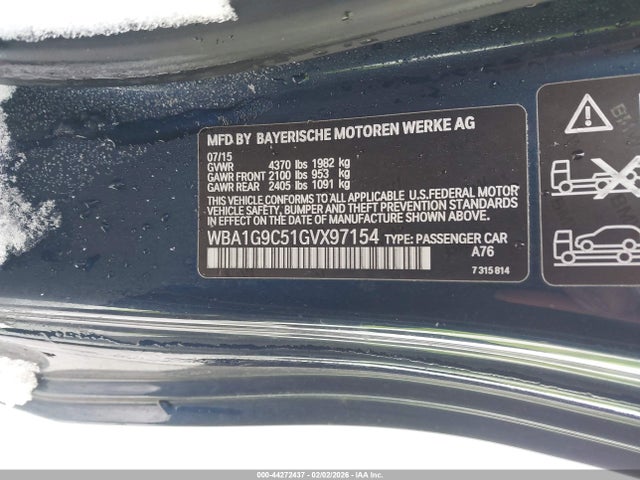 MFD BY BAYERISCHE MOTOREN WERKE AG
07/15
GVWR 4370 lbs 1982 kg
GAWR FRONT 2100 lbs 953 kg
GAWR REAR 2405 lbs 1091 kg
THIS VEHICLE CONFORMS TO ALL APPLICABLE U.S.FEDERAL MOTOR
VEHICLE SAFETY, BUMPER, AND THEFT PREVENTION STANDARDS
IN EFFECT ON THE DATE OF MANUFACTURE SHOWN ABOVE.
WBA1G9C51GVX97154 TYPE: PASSENGER CAR
A76
7 315 814
000-44272437 - 02/02/2026 - IAAI, Inc.